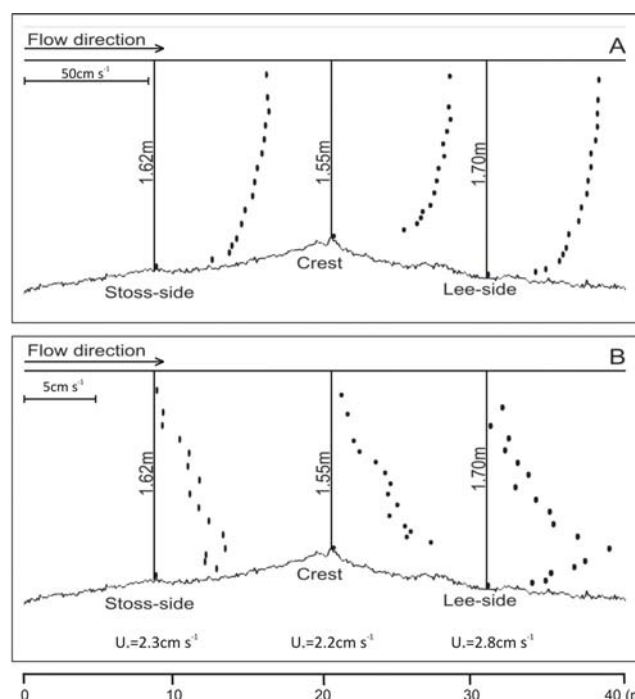 Flow direction
A
50cm s⁻¹
1.62m
1.55m
1.70m
Crest
Stoss-side
Lee-side
Flow direction
B
5cm s⁻¹
1.62m
1.55m
1.70m
Crest
Stoss-side
Lee-side
U*=2.3cm s⁻¹ U*=2.2cm s⁻¹ U*=2.8cm s⁻¹
0 10 20 30 40